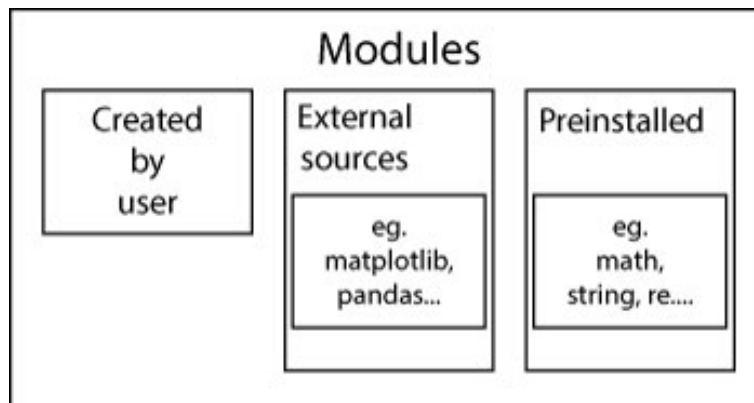 Modules
Created
by
user
External
sources
eg.
matplotlib,
pandas...
Preinstalled
eg.
math,
string, re....